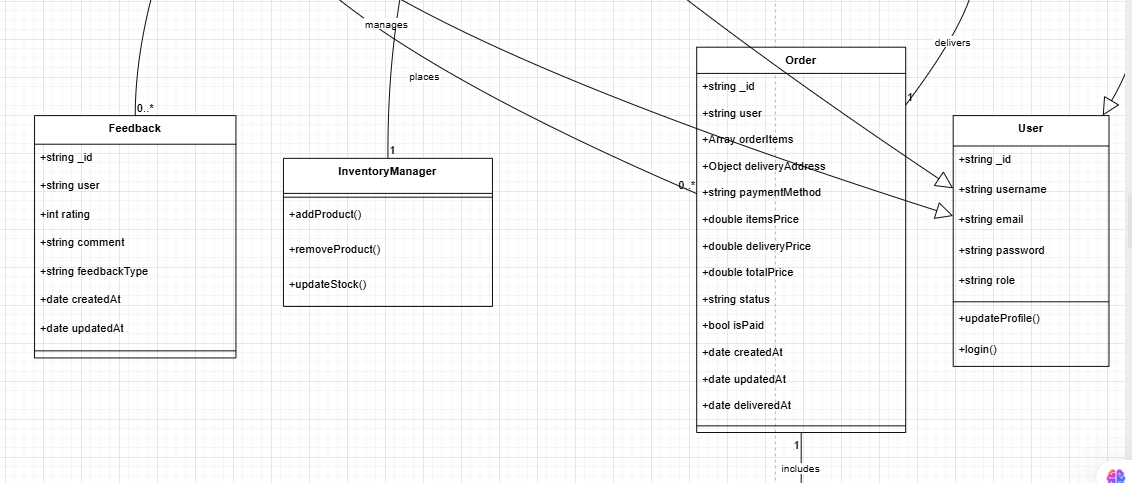 manages
places
delivers
0..*
1
1
0..*
Feedback
+string _id
+string user
+int rating
+string comment
+string feedbackType
+date createdAt
+date updatedAt
InventoryManager
+addProduct()
+removeProduct()
+updateStock()
Order
+string _id
+string user
+Array orderItems
+Object deliveryAddress
+string paymentMethod
+double itemsPrice
+double deliveryPrice
+double totalPrice
+string status
+bool isPaid
+date createdAt
+date updatedAt
+date deliveredAt
1
includes
User
+string _id
+string username
+string email
+string password
+string role
+updateProfile()
+login()